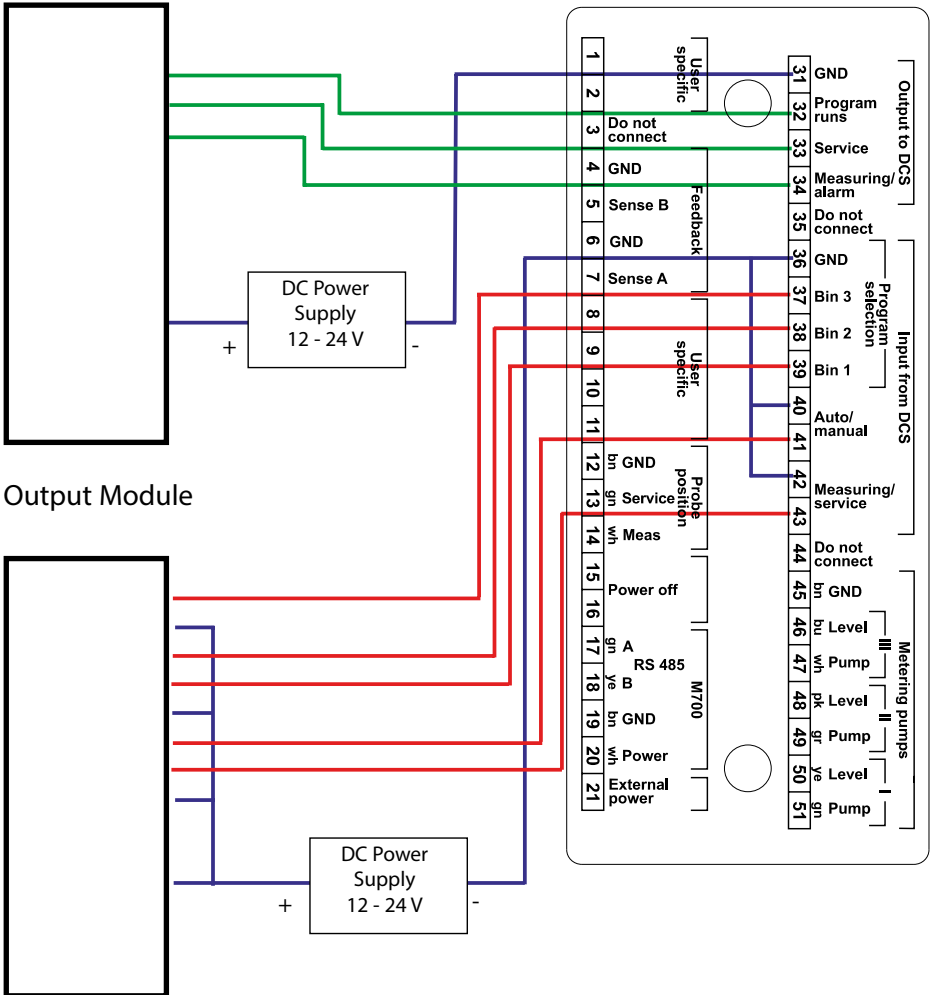 DC Power
Supply
12 - 24 V
+
-
Output Module
DC Power
Supply
12 - 24 V
+
-
1
2
3 Do not
connect
4 GND
5 Sense B
6 GND
7 Sense A
8
9
10
11
12 bn GND
13 gn Service
14 wh Meas
15
Power off
16
17 gn A
RS 485
18 ye B
19 bn GND
20 wh Power
21 External
power
User
specific
Feedback
User
specific
Probe
position
M700
31 GND
32 Program
runs
33 Service
34 Measuring/
alarm
35 Do not
connect
36 GND
37 Bin 3
38 Bin 2
39 Bin 1
40
Auto/
manual
41
42
Measuring/
service
43
44 Do not
connect
45 bn GND
46 bu Level
47 wh Pump
III
48 pk Level
49 gr Pump
II
50 ye Level
51 gn Pump
I
Output to DCS
Program
selection
Input from DCS
Metering pumps